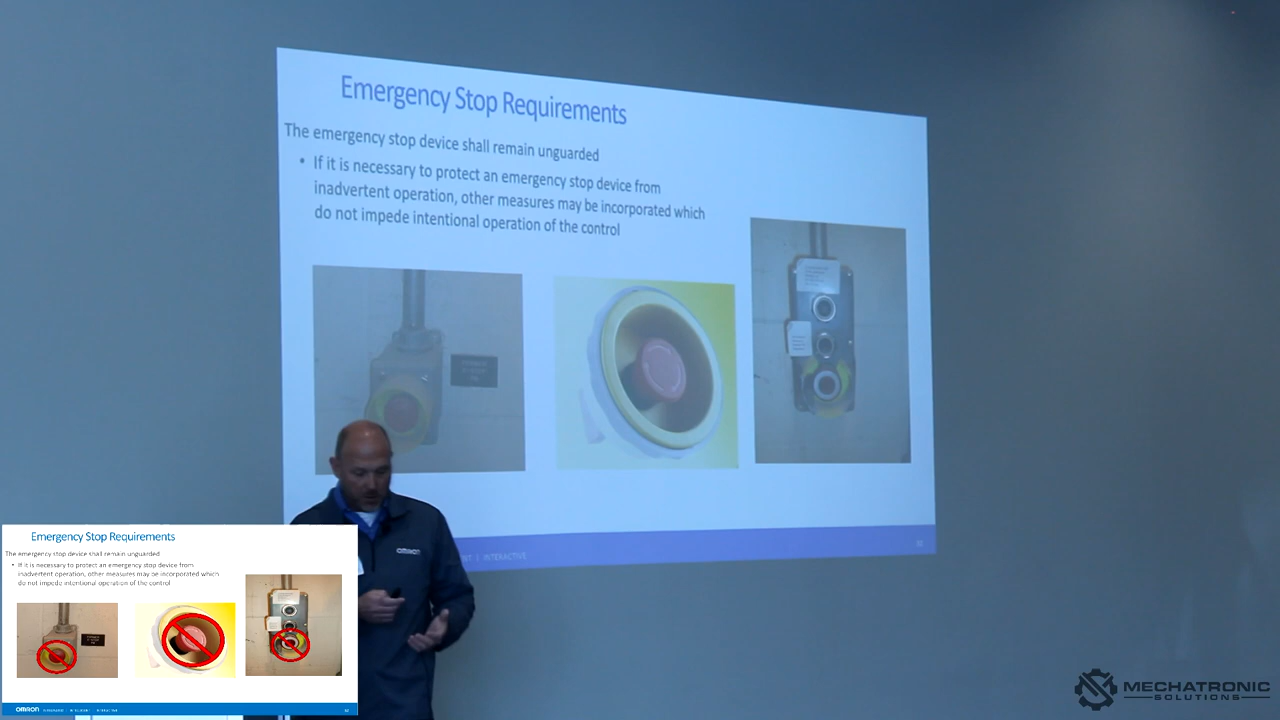 Emergency Stop Requirements
The emergency stop device shall remain unguarded
• If it is necessary to protect an emergency stop device from
inadvertent operation, other measures may be incorporated which
do not impede intentional operation of the control
INTERACTIVE
OMRON
Emergency Stop Requirements
The emergency stop device shall remain unguarded
• If it is necessary to protect an emergency stop device from
inadvertent operation, other measures may be incorporated which
do not impede intentional operation of the control
OMRON
INTERACTIVE
MECHATRONIC
SOLUTIONS